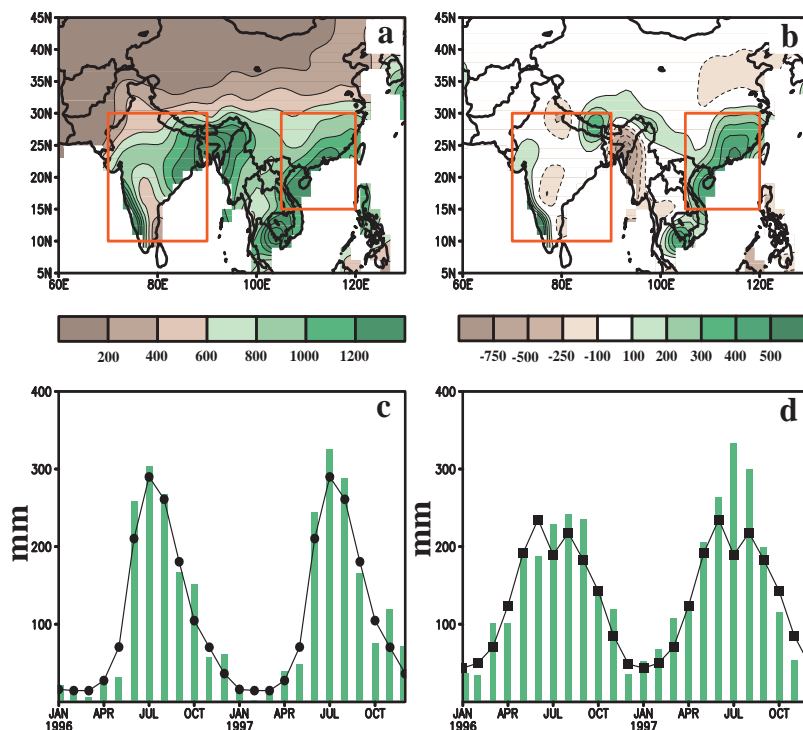 a
45N
40N
35N
30N
25N
20N
15N
10N
5N
60E 80E 100E 120E
200 400 600 800 1000 1200
b
45N
40N
35N
30N
25N
20N
15N
10N
5N
60E 80E 100E 120E
-750 -500 -250 -100 100 200 300 400 500
c
400
300
200
100
mm
JAN APR JUL OCT JAN APR JUL OCT
1996 1997
d
400
300
200
100
mm
JAN APR JUL OCT JAN APR JUL OCT
1996 1997